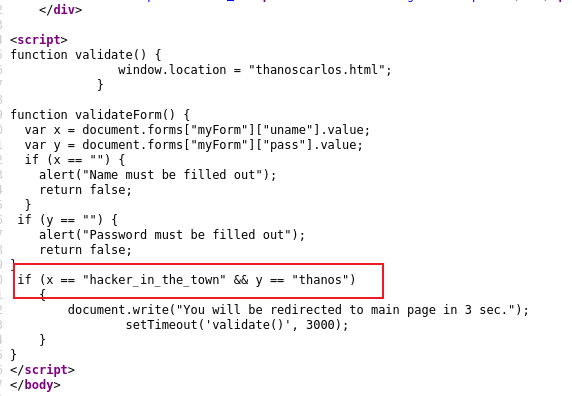 </div>
<script>
function validate() {
window.location = "thanoscarlos.html";
}
function validateForm() {
var x = document.forms["myForm"]["uname"].value;
var y = document.forms["myForm"]["pass"].value;
if (x == "") {
alert("Name must be filled out");
return false;
}
if (y == "") {
alert("Password must be filled out");
return false;
}
if (x == "hacker_in_the_town" && y == "thanos")
{
document.write("You will be redirected to main page in 3 sec.");
setTimeout('validate()', 3000);
}
}
</script>
</body>